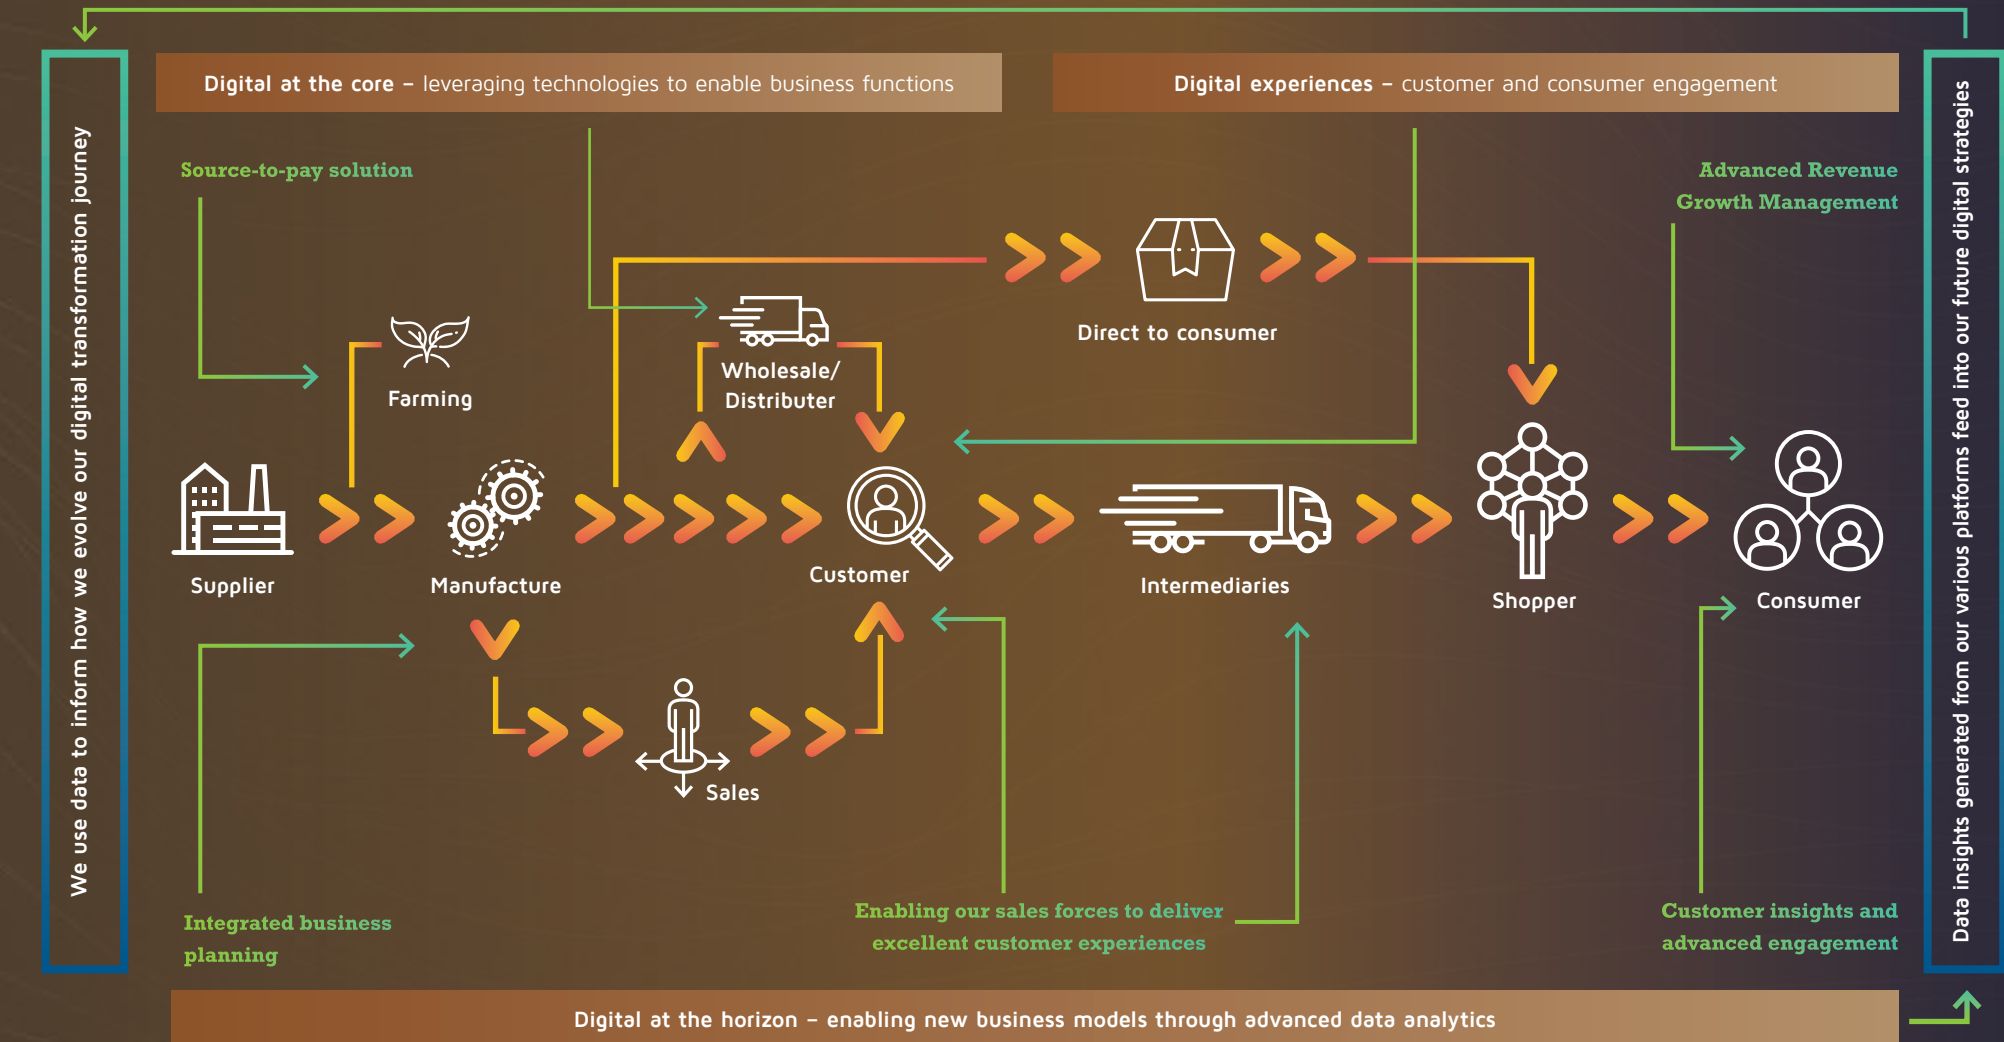 Digital at the core – leveraging technologies to enable business functions
Digital experiences – customer and consumer engagement
We use data to inform how we evolve our digital transformation journey
Data insights generated from our various platforms feed into our future digital strategies
Source-to-pay solution
Advanced Revenue
Growth Management
Direct to consumer
Farming
Wholesale/
Distributer
Supplier
Manufacture
Customer
Intermediaries
Shopper
Consumer
Sales
Integrated business
planning
Enabling our sales forces to deliver
excellent customer experiences
Customer insights and
advanced engagement
Digital at the horizon – enabling new business models through advanced data analytics